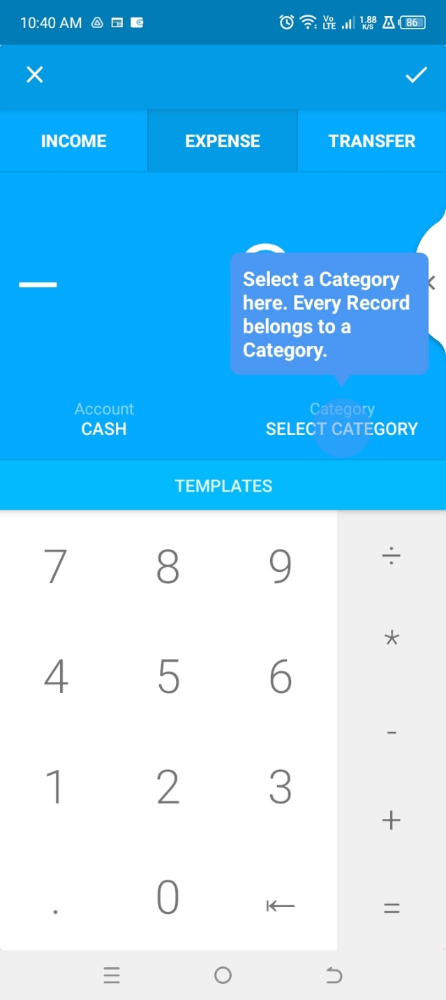 10:40 AM
Vo LTE 1.88 K/S 86
INCOME EXPENSE TRANSFER
Select a Category
here. Every Record
belongs to a
Category.
Account Category
CASH SELECT CATEGORY
TEMPLATES
7 8 9 ÷
*
4 5 6
-
1 2 3
+
. 0
=